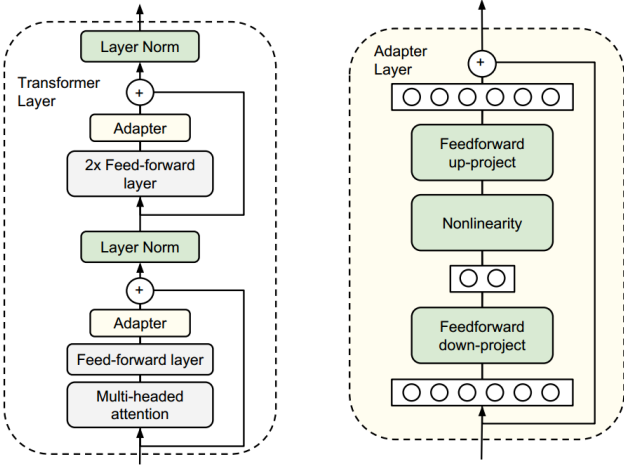 Layer Norm
Transformer
Layer
+
Adapter
2x Feed-forward
layer
Layer Norm
+
Adapter
Feed-forward layer
Multi-headed
attention
Adapter
Layer
+
Feedforward
up-project
Nonlinearity
Feedforward
down-project